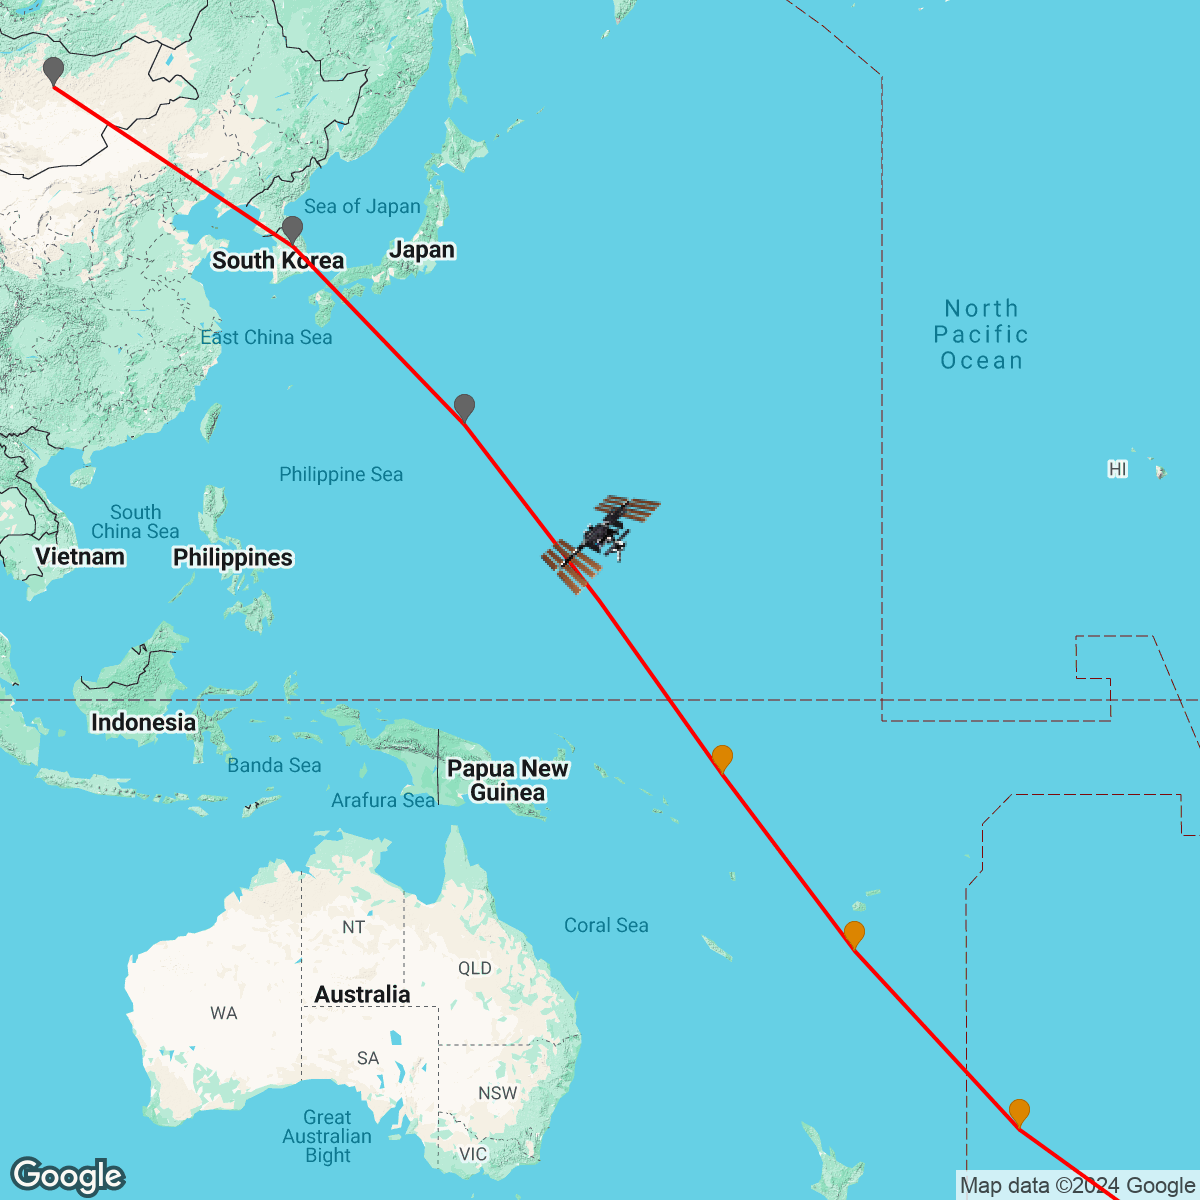 Sea of Japan
Japan
South Korea
North
Pacific
Ocean
East China Sea
HI
Philippine Sea
South
China Sea
Vietnam
Philippines
Indonesia
Banda Sea
Papua New
Guinea
Arafura Sea
Coral Sea
NT
QLD
Australia
WA
SA
NSW
Great
Australian
Bight
VIC
Google
Map data ©2024 Google